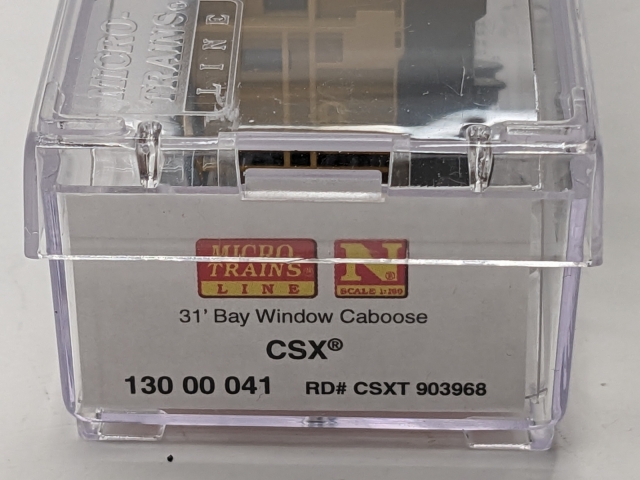 MICRO-
TRAINS®
LINE
MICRO-
TRAINS®
LINE
N®
SCALE 1:160
31' Bay Window Caboose
CSX®
130 00 041 RD# CSXT 903968